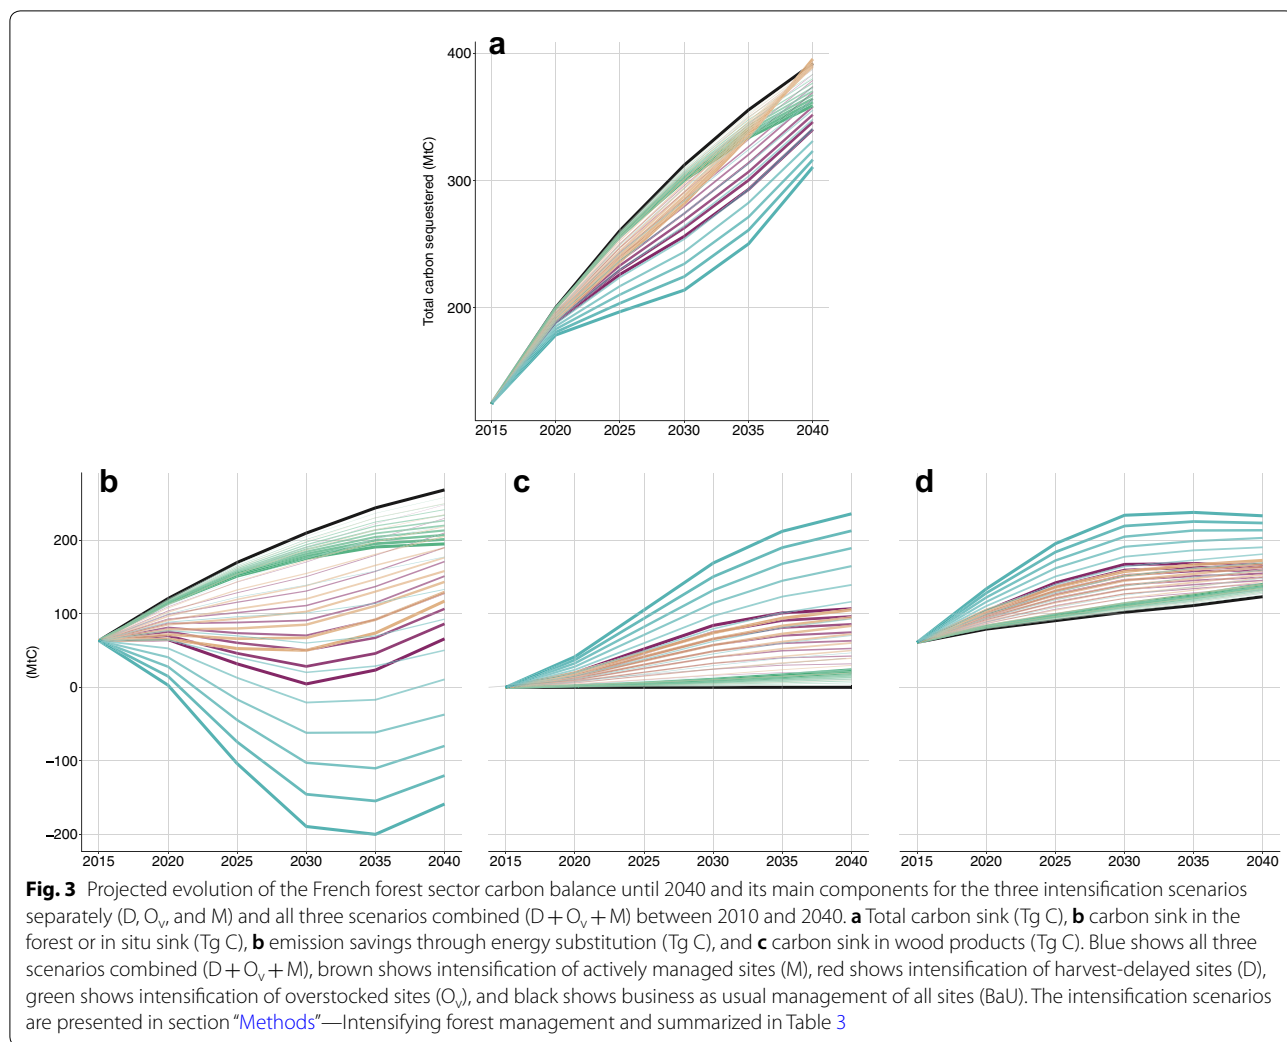 a
400
300
200
Total carbon sequestered (MtC)
2015 2020 2025 2030 2035 2040
b c d
200
100
0
−100
−200
(MtC)
2015 2020 2025 2030 2035 2040 2015 2020 2025 2030 2035 2040 2015 2020 2025 2030 2035 2040
Fig. 3 Projected evolution of the French forest sector carbon balance until 2040 and its main components for the three intensification scenarios
separately (D, Ov, and M) and all three scenarios combined (D + Ov + M) between 2010 and 2040. a Total carbon sink (Tg C), b carbon sink in the
forest or in situ sink (Tg C), b emission savings through energy substitution (Tg C), and c carbon sink in wood products (Tg C). Blue shows all three
scenarios combined (D + Ov + M), brown shows intensification of actively managed sites (M), red shows intensification of harvest-delayed sites (D),
green shows intensification of overstocked sites (Ov), and black shows business as usual management of all sites (BaU). The intensification scenarios
are presented in section “Methods”—Intensifying forest management and summarized in Table 3